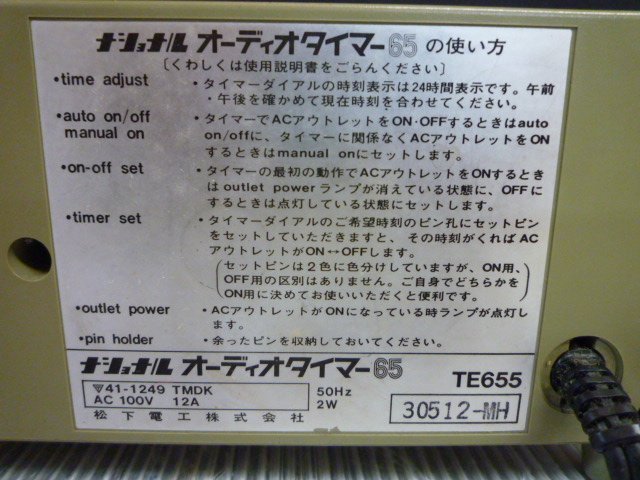 ナショナル オーディオタイマー65 の使い方
〔くわしくは使用説明書をごらんください〕
•time adjust •タイマーダイアルの時刻表示は24時間表示です。午前
・午後を確かめて現在時刻を合わせてください。
•auto on/off •タイマーでACアウトレットをON・OFFするときはauto
manual on on/offに、タイマーに関係なくACアウトレットをON
するときはmanual onにセットします。
•on-off set •タイマーの最初の動作でACアウトレットをONするとき
はoutlet powerランプが消えている状態に、OFFに
するときは点灯している状態にセットします。
•timer set •タイマーダイアルのご希望時刻のピン孔にセットピン
をセットしていただきますと、その時刻がくればAC
アウトレットがON↔OFFします。
(セットピンは2色に色分けしていますが、ON用、
OFF用の区別はありません。ご自身でどちらかを
ON用に決めてお使いいただくと便利です。)
•outlet power •ACアウトレットがONになっている時ランプが点灯し
ます。
•pin holder •余ったピンを収納しておいてください。
ナショナル オーディオタイマー65
TE655
▽41-1249 TMDK 50Hz
AC 100V 12A 2W
30512-MH
松下電工株式会社